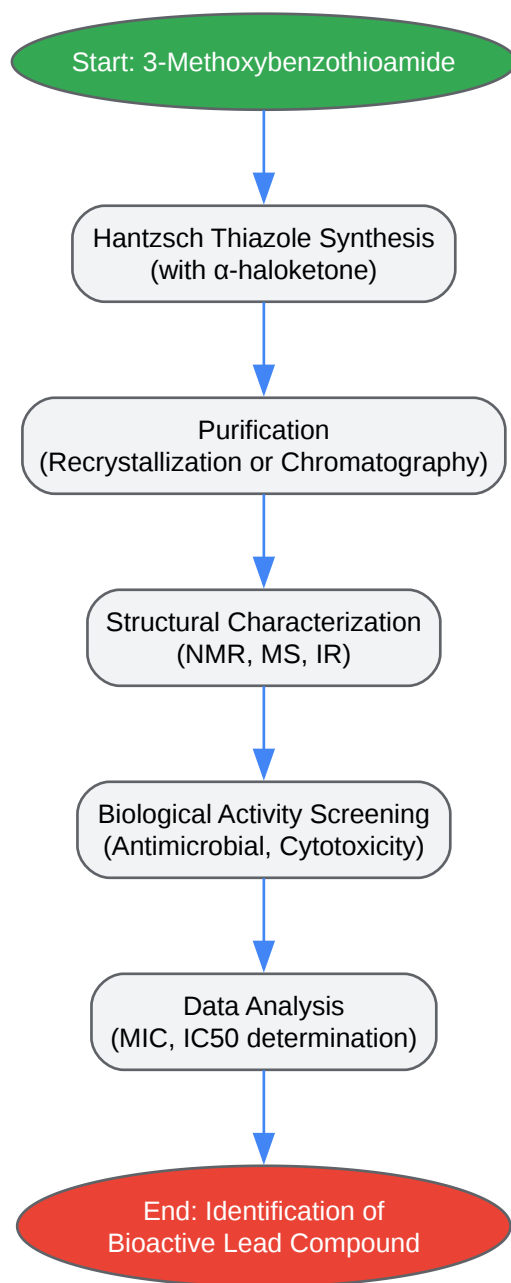 Start: 3-Methoxybenzothioamide
Hantzsch Thiazole Synthesis
(with α-haloketone)
Purification
(Recrystallization or Chromatography)
Structural Characterization
(NMR, MS, IR)
Biological Activity Screening
(Antimicrobial, Cytotoxicity)
Data Analysis
(MIC, IC50 determination)
End: Identification of
Bioactive Lead Compound